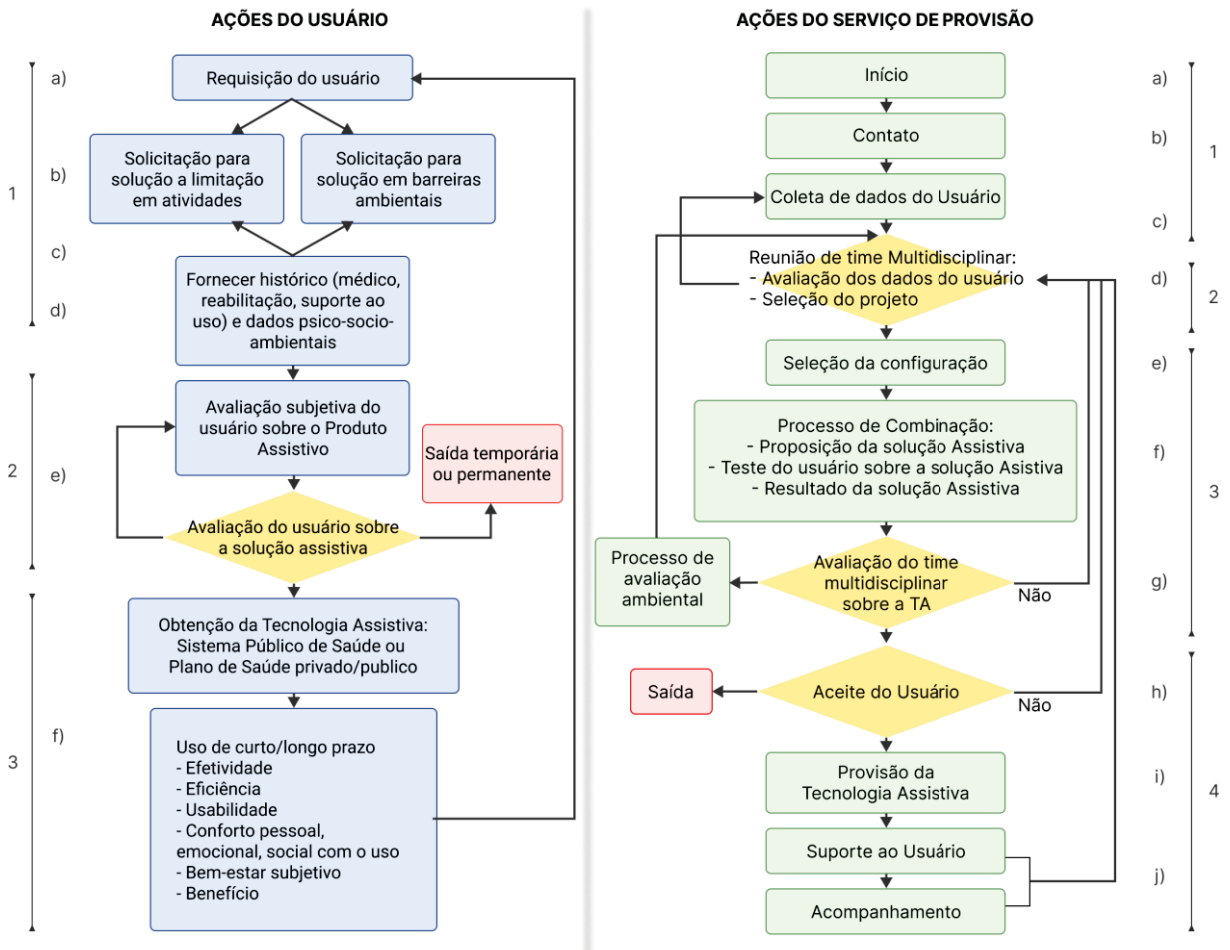 AÇÕES DO USUÁRIO
a)
Requisição do usuário
1
b)
Solicitação para
solução a limitação
em atividades
Solicitação para
solução em barreiras
ambientais
c)
d)
Fornecer histórico (médico,
reabilitação, suporte ao
uso) e dados psico-socio-
ambientais
2
e)
Avaliação subjetiva do
usuário sobre o Produto
Assistivo
Saída temporária
ou permanente
Avaliação do usuário sobre
a solução assistiva
3
f)
Obtenção da Tecnologia Assistiva:
Sistema Público de Saúde ou
Plano de Saúde privado/publico
Uso de curto/longo prazo
- Efetividade
- Eficiência
- Usabilidade
- Conforto pessoal,
emocional, social com o uso
- Bem-estar subjetivo
- Benefício
AÇÕES DO SERVIÇO DE PROVISÃO
Início
a)
Contato
b)
1
Coleta de dados do Usuário
c)
Reunião de time Multidisciplinar:
- Avaliação dos dados do usuário
- Seleção do projeto
d)
2
Seleção da configuração
e)
Processo de Combinação:
- Proposição da solução Assistiva
- Teste do usuário sobre a solução Asistiva
- Resultado da solução Assistiva
f)
3
Processo de
avaliação
ambiental
Avaliação do time
multidisciplinar
sobre a TA
Não
g)
Saída
Aceite do Usuário
Não
h)
Provisão da
Tecnologia Assistiva
i)
4
Suporte ao Usuário
j)
Acompanhamento